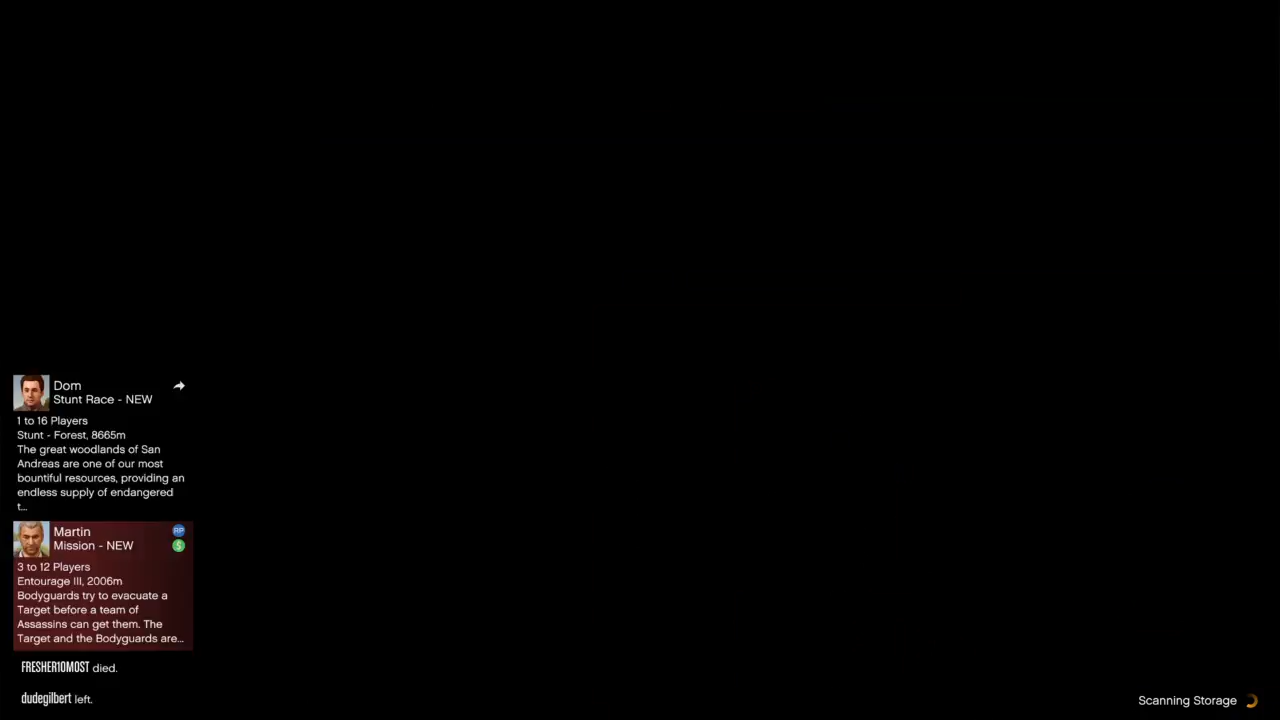 Dom
Stunt Race - NEW
1 to 16 Players
Stunt - Forest, 8665m
The great woodlands of San
Andreas are one of our most
bountiful resources, providing an
endless supply of endangered
t...
Martin
RP
Mission - NEW
$
3 to 12 Players
Entourage III, 2006m
Bodyguards try to evacuate a
Target before a team of
Assassins can get them. The
Target and the Bodyguards are...
FRESHER10MOST died.
dudegilbert left.
Scanning Storage